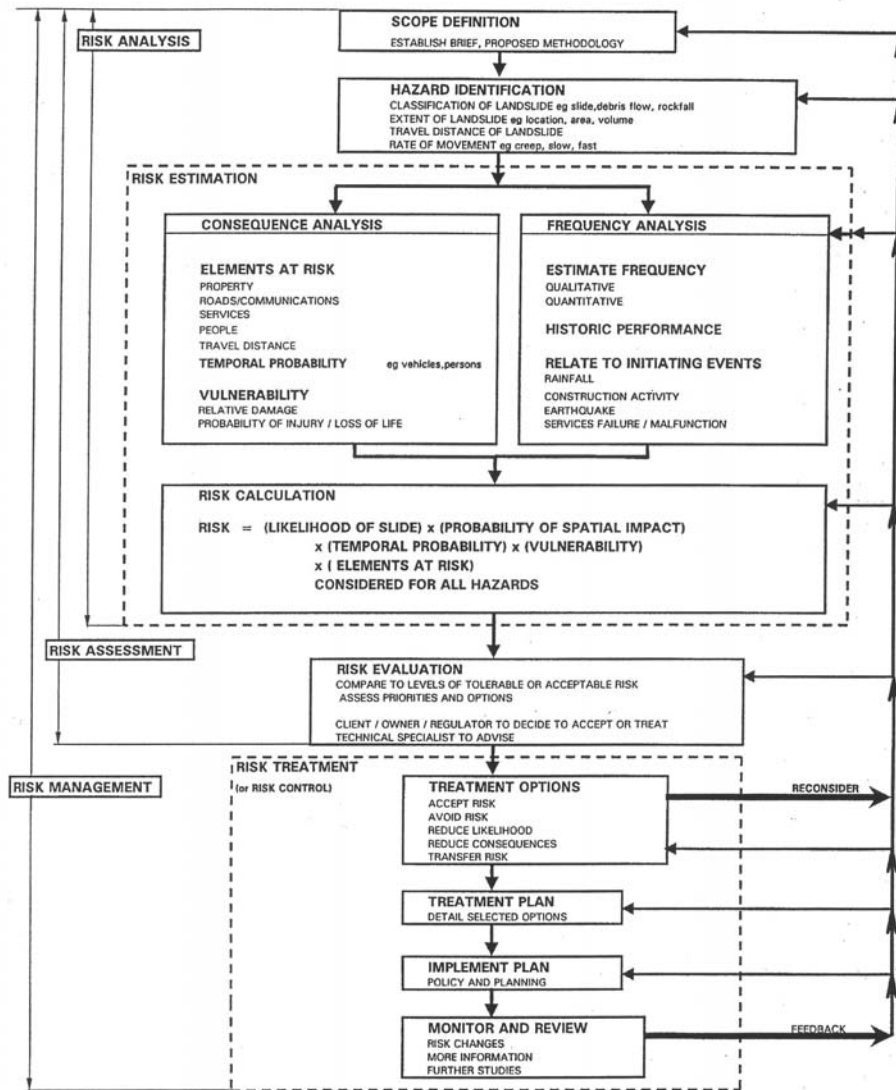 SCOPE DEFINITION
ESTABLISH BRIEF, PROPOSED METHODOLOGY
RISK ANALYSIS
HAZARD IDENTIFICATION
CLASSIFICATION OF LANDSLIDE eg slide,debris flow, rockfall
EXTENT OF LANDSLIDE eg location, area, volume
TRAVEL DISTANCE OF LANDSLIDE
RATE OF MOVEMENT eg creep, slow, fast
RISK ESTIMATION
CONSEQUENCE ANALYSIS
ELEMENTS AT RISK
PROPERTY
ROADS/COMMUNICATIONS
SERVICES
PEOPLE
TRAVEL DISTANCE
TEMPORAL PROBABILITY eg vehicles,persons
VULNERABILITY
RELATIVE DAMAGE
PROBABILITY OF INJURY / LOSS OF LIFE
FREQUENCY ANALYSIS
ESTIMATE FREQUENCY
QUALITATIVE
QUANTITATIVE
HISTORIC PERFORMANCE
RELATE TO INITIATING EVENTS
RAINFALL
CONSTRUCTION ACTIVITY
EARTHQUAKE
SERVICES FAILURE / MALFUNCTION
RISK CALCULATION
RISK = (LIKELIHOOD OF SLIDE) x (PROBABILITY OF SPATIAL IMPACT)
x (TEMPORAL PROBABILITY) x (VULNERABILITY)
x ( ELEMENTS AT RISK)
CONSIDERED FOR ALL HAZARDS
RISK ASSESSMENT
RISK EVALUATION
COMPARE TO LEVELS OF TOLERABLE OR ACCEPTABLE RISK
ASSESS PRIORITIES AND OPTIONS
CLIENT / OWNER / REGULATOR TO DECIDE TO ACCEPT OR TREAT
TECHNICAL SPECIALIST TO ADVISE
RISK MANAGEMENT
RISK TREATMENT
(or RISK CONTROL)
TREATMENT OPTIONS
ACCEPT RISK
AVOID RISK
REDUCE LIKELIHOOD
REDUCE CONSEQUENCES
TRANSFER RISK
RECONSIDER
TREATMENT PLAN
DETAIL SELECTED OPTIONS
IMPLEMENT PLAN
POLICY AND PLANNING
MONITOR AND REVIEW
RISK CHANGES
MORE INFORMATION
FURTHER STUDIES
FEEDBACK